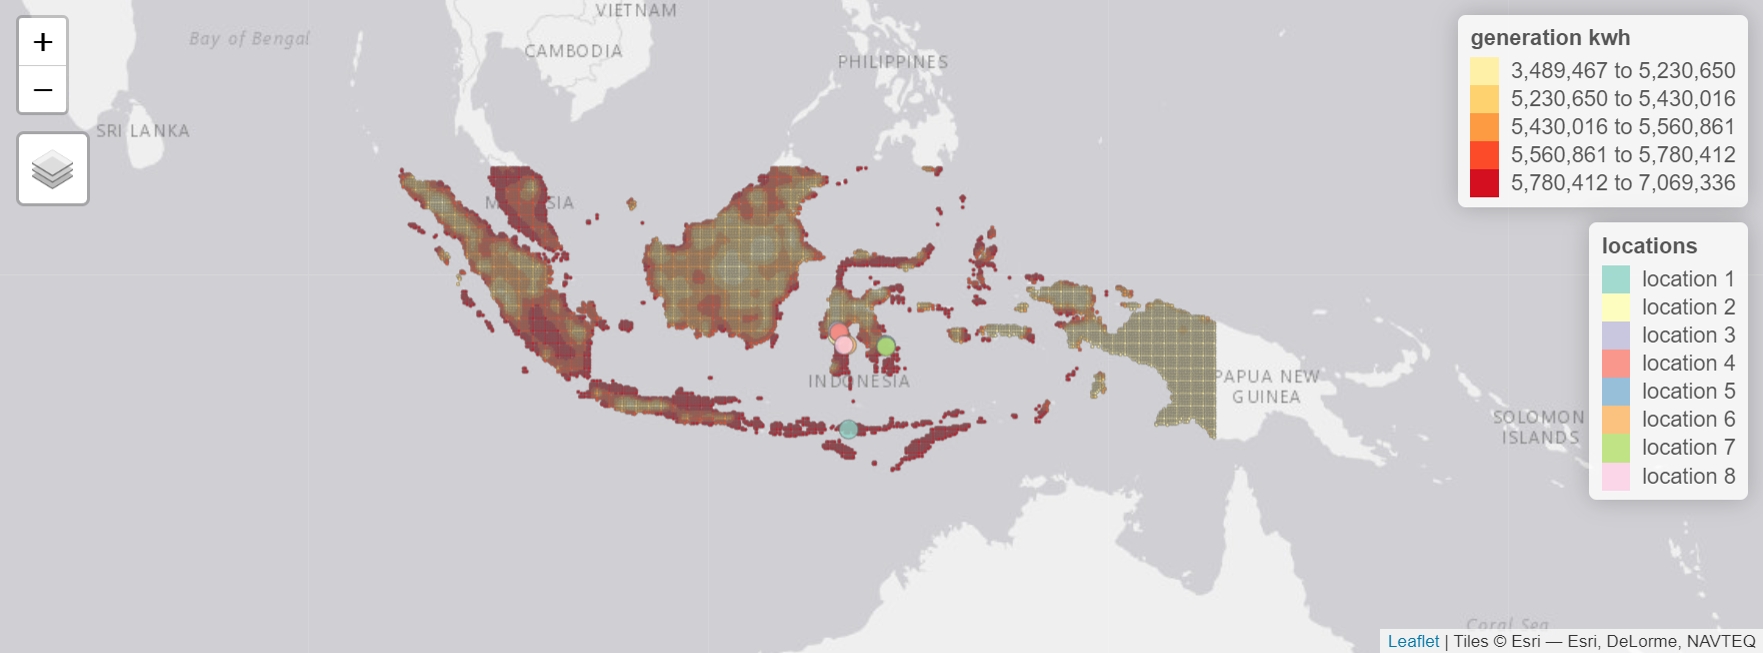 +
−
Bay of Bengal
SRI LANKA
VIETNAM
CAMBODIA
PHILIPPINES
INDONESIA
PAPUA NEW
GUINEA
SOLOMON
ISLANDS
Coral Sea
generation kwh
3,489,467 to 5,230,650
5,230,650 to 5,430,016
5,430,016 to 5,560,861
5,560,861 to 5,780,412
5,780,412 to 7,069,336
locations
location 1
location 2
location 3
location 4
location 5
location 6
location 7
location 8
Leaflet | Tiles © Esri — Esri, DeLorme, NAVTEQ